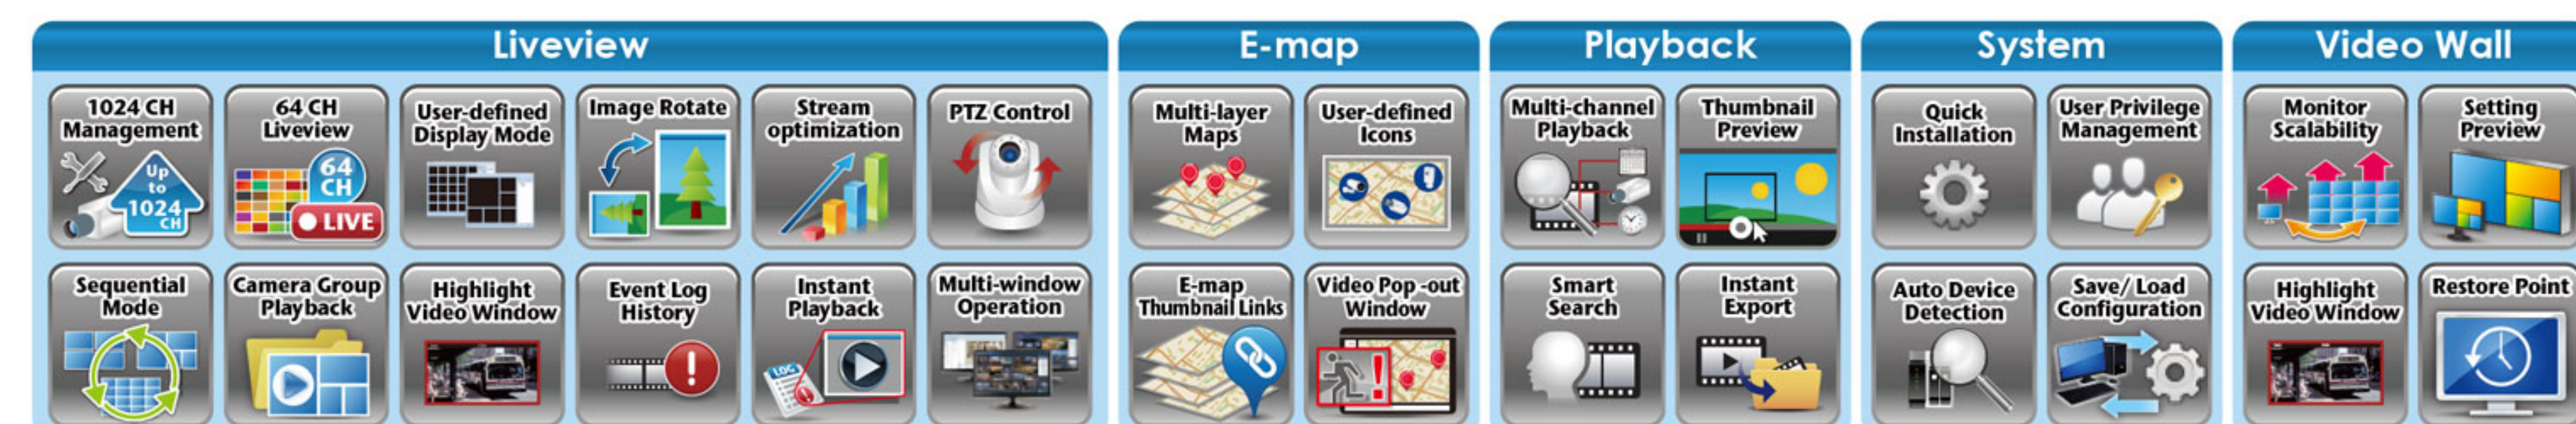 Liveview
1024 CH
Management
Up
to
1024
CH
64 CH
Liveview
64
CH
LIVE
User-defined
Display Mode
Image Rotate
Stream
optimization
PTZ Control
Sequential
Mode
Camera Group
Playback
Highlight
Video Window
Event Log
History
!
Instant
Playback
LOG
!
Multi-window
Operation
E-map
Multi-layer
Maps
User-defined
Icons
E-map
Thumbnail Links
Video Pop -out
Window
!
Playback
Multi-channel
Playback
Thumbnail
Preview
Smart
Search
Instant
Export
System
Quick
Installation
User Privilege
Management
Auto Device
Detection
Save/ Load
Configuration
Video Wall
Monitor
Scalability
Setting
Preview
Highlight
Video Window
Restore Point